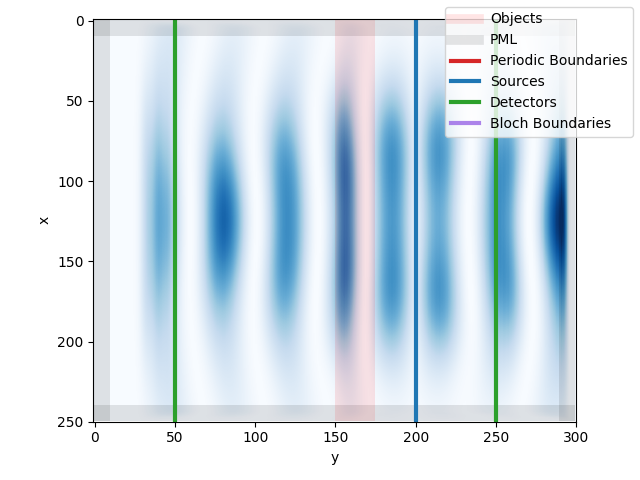 Objects
PML
Periodic Boundaries
Sources
Detectors
Bloch Boundaries
0
50
100
150
200
250
x
0 50 100 150 200 250 300
y